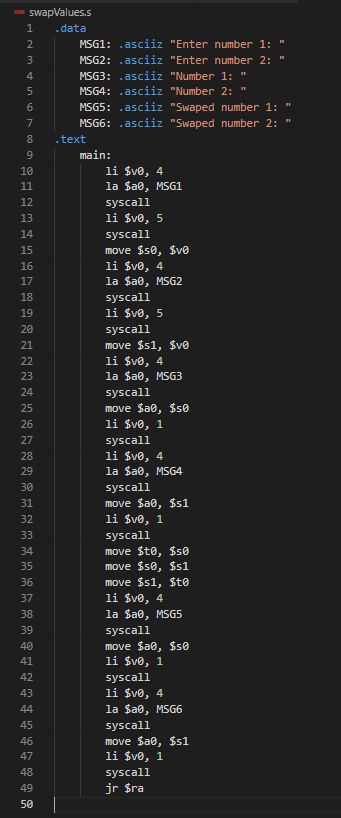 ASM swapValues.s
1 .data
2 MSG1: .asciiz "Enter number 1: "
3 MSG2: .asciiz "Enter number 2: "
4 MSG3: .asciiz "Number 1: "
5 MSG4: .asciiz "Number 2: "
6 MSG5: .asciiz "Swaped number 1: "
7 MSG6: .asciiz "Swaped number 2: "
8 .text
9 main:
10 li $v0, 4
11 la $a0, MSG1
12 syscall
13 li $v0, 5
14 syscall
15 move $s0, $v0
16 li $v0, 4
17 la $a0, MSG2
18 syscall
19 li $v0, 5
20 syscall
21 move $s1, $v0
22 li $v0, 4
23 la $a0, MSG3
24 syscall
25 move $a0, $s0
26 li $v0, 1
27 syscall
28 li $v0, 4
29 la $a0, MSG4
30 syscall
31 move $a0, $s1
32 li $v0, 1
33 syscall
34 move $t0, $s0
35 move $s0, $s1
36 move $s1, $t0
37 li $v0, 4
38 la $a0, MSG5
39 syscall
40 move $a0, $s0
41 li $v0, 1
42 syscall
43 li $v0, 4
44 la $a0, MSG6
45 syscall
46 move $a0, $s1
47 li $v0, 1
48 syscall
49 jr $ra
50